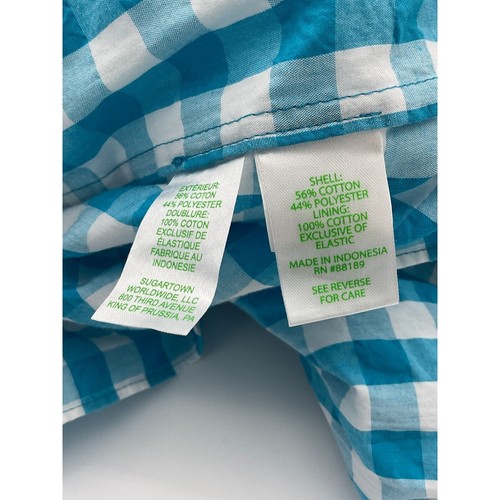 EXTÉRIEUR:
56% COTON
44% POLYESTER
DOUBLURE:
100% COTON
EXCLUSIF DE
ÉLASTIQUE
FABRIQUE AU
INDONESIE
SUGARTOWN
WORLDWIDE, LLC
800 THIRD AVENUE
KING OF PRUSSIA, PA
SHELL:
56% COTTON
44% POLYESTER
LINING:
100% COTTON
EXCLUSIVE OF
ELASTIC
MADE IN INDONESIA
RN #88189
SEE REVERSE
FOR CARE